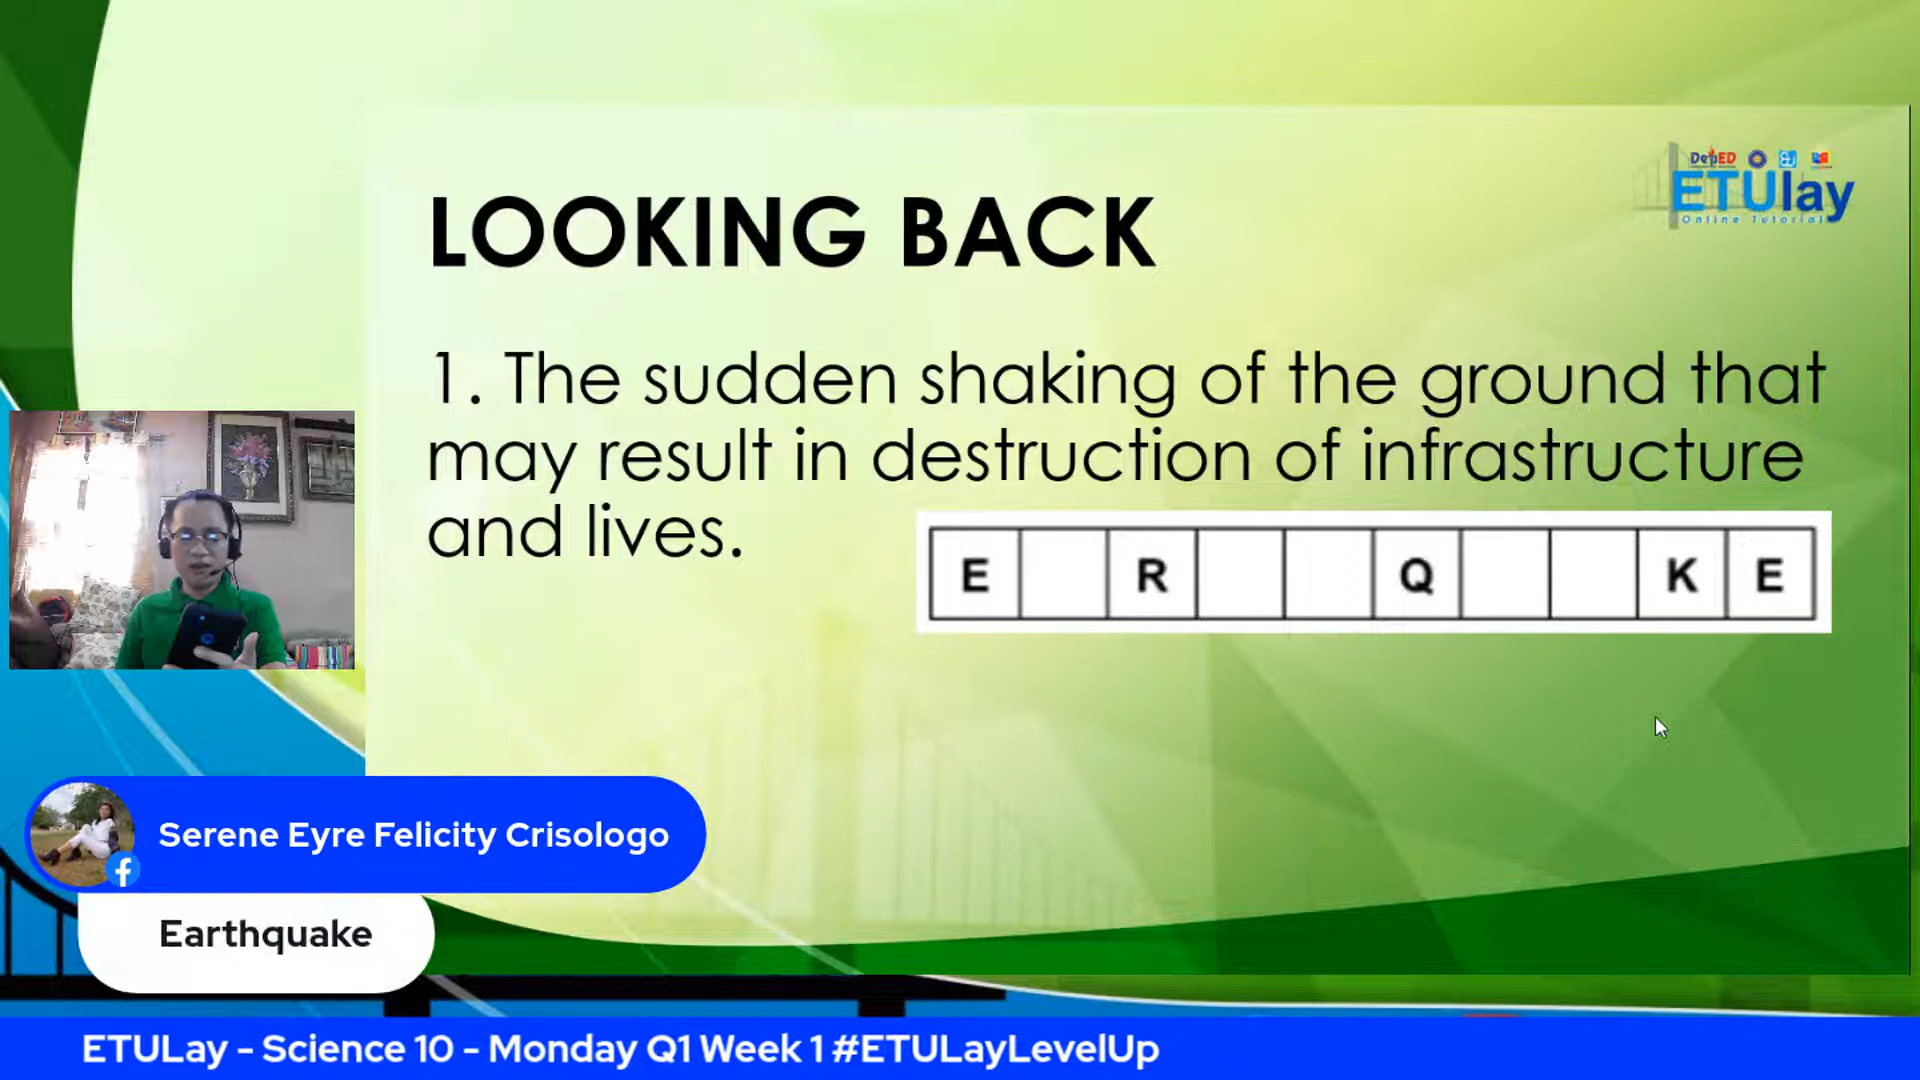 DepED
ETUlay
Online Tutorial
LOOKING BACK
1. The sudden shaking of the ground that
may result in destruction of infrastructure
and lives.
E R Q K E
Serene Eyre Felicity Crisologo
Earthquake
ETULay - Science 10 - Monday Q1 Week 1 #ETULayLevelUp